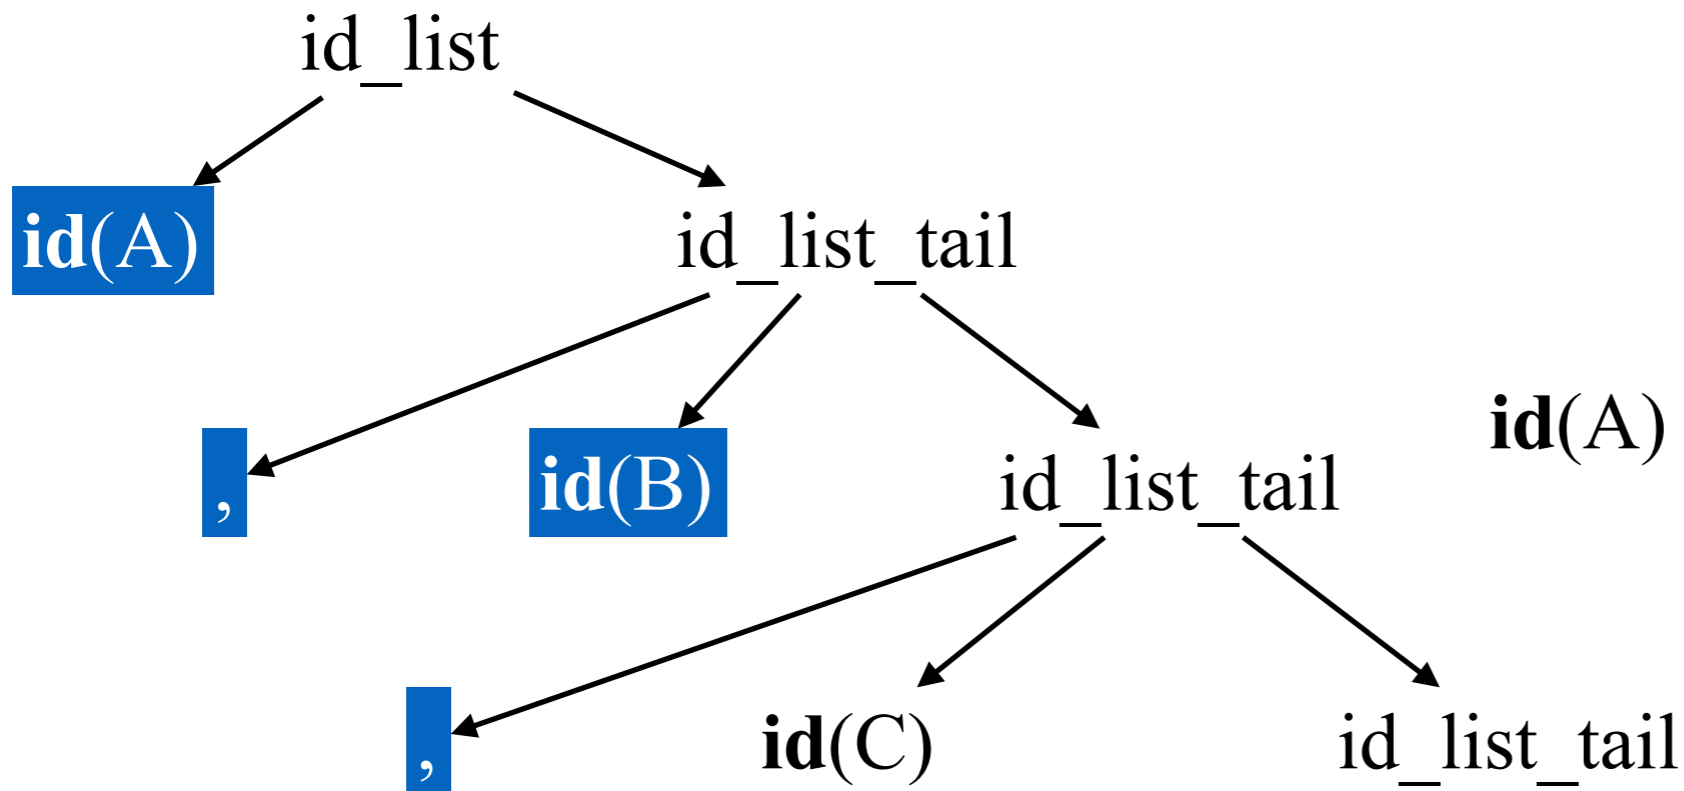 id_list
id(A)
id_list_tail
id(A)
,
id(B)
id_list_tail
,
id(C)
id_list_tail